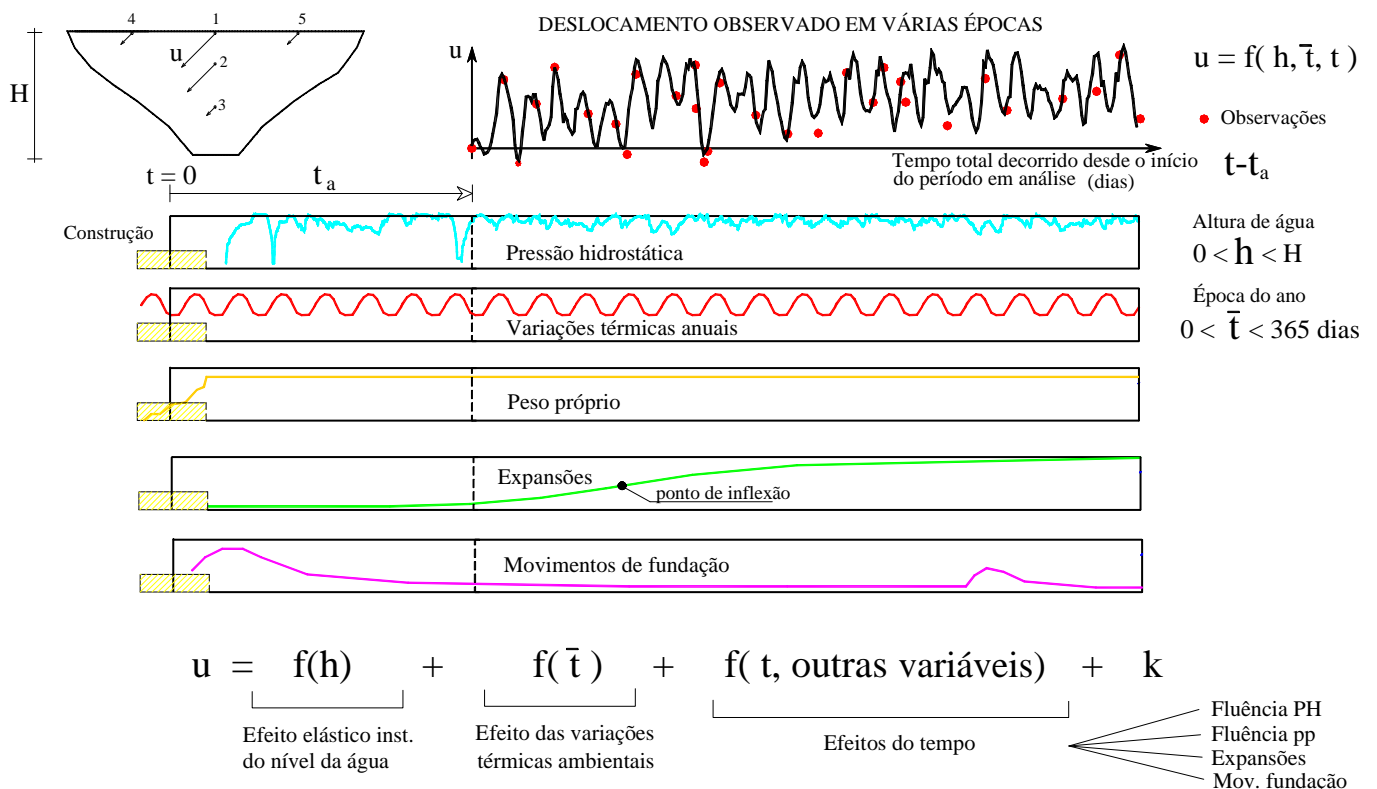 DESLOCAMENTO OBSERVADO EM VÁRIAS ÉPOCAS
4 1 5
u
2
3
H
u
u = f( h, t̄, t )
Observações
Tempo total decorrido desde o início
do período em análise (dias)
t-tₐ
t = 0
tₐ
Construção
Pressão hidrostática
Altura de água
0 < h < H
Variações térmicas anuais
Época do ano
0 < t̄ < 365 dias
Peso próprio
Expansões
ponto de inflexão
Movimentos de fundação
u = f(h) + f( t̄ ) + f( t, outras variáveis) + k
Efeito elástico inst.
do nível da água
Efeito das variações
térmicas ambientais
Efeitos do tempo
Fluência PH
Fluência pp
Expansões
Mov. fundação